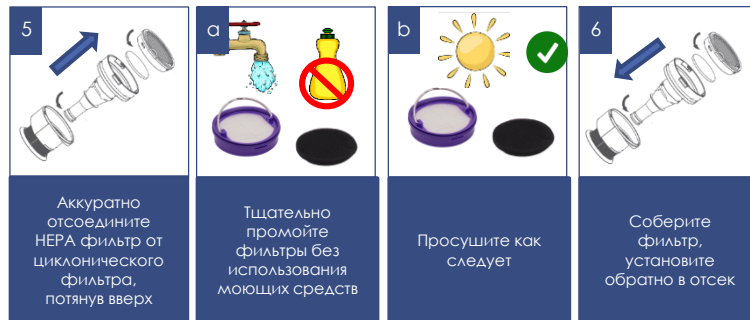 5
Аккуратно
отсоедините
HEPA фильтр от
циклонического
фильтра,
потянув вверх
a
Тщательно
промойте
фильтры без
использования
моющих средств
b
Просушите как
следует
6
Соберите
фильтр,
установите
обратно в отсек